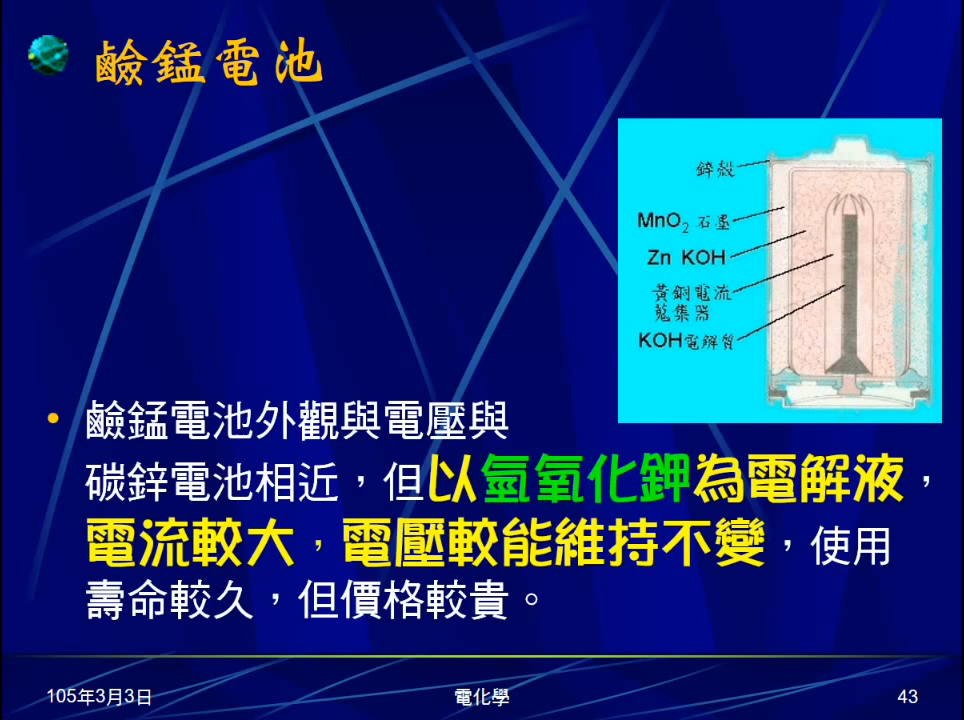 鹼錳電池
鋅殼
MnO₂ 石墨
Zn KOH
黃銅電流
蒐集器
KOH電解質
• 鹼錳電池外觀與電壓與
碳鋅電池相近，但以氫氧化鉀為電解液，
電流較大，電壓較能維持不變，使用
壽命較久，但價格較貴。
105年3月3日
電化學
43